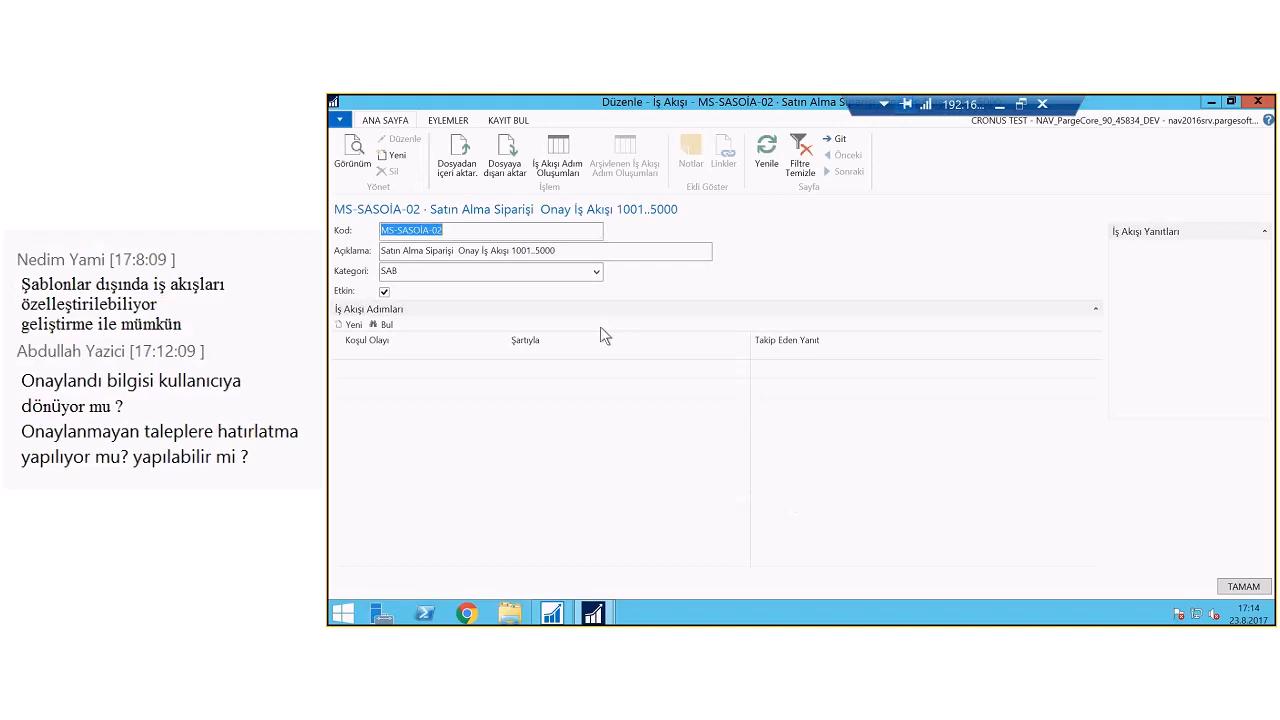 Nedim Yami [17:8:09 ]
Şablonlar dışında iş akışları
özelleştirilebiliyor
geliştirme ile mümkün
Abdullah Yazici [17:12:09 ]
Onaylandı bilgisi kullanıcıya
dönüyor mu ?
Onaylanmayan taleplere hatırlatma
yapılıyor mu? yapılabilir mi ?
Düzenle - İş Akışı - MS-SASOİA-02 · Satın Alma
192.16...
ANA SAYFA EYLEMLER KAYIT BUL
CRONUS TEST - NAV_PargeCore_90_45834_DEV - nav2016srv.pargesoft...
Görünüm
Düzenle
Yeni
Sil
Yönet
Dosyadan içeri aktar.
Dosyaya dışarı aktar
İş Akışı Adım Oluşumları
Arşivlenen İş Akışı Adım Oluşumları
İşlem
Notlar
Linkler
Ekli Göster
Yenile
Filtre Temizle
Git
Önceki
Sonraki
Sayfa
MS-SASOİA-02 · Satın Alma Siparişi Onay İş Akışı 1001..5000
Kod: MS-SASOİA-02
Açıklama: Satın Alma Siparişi Onay İş Akışı 1001..5000
Kategori: SAB
Etkin:
İş Akışı Adımları
Yeni Bul
Koşul Olayı Şartıyla Takip Eden Yanıt
İş Akışı Yanıtları
TAMAM
17:14
23.8.2017